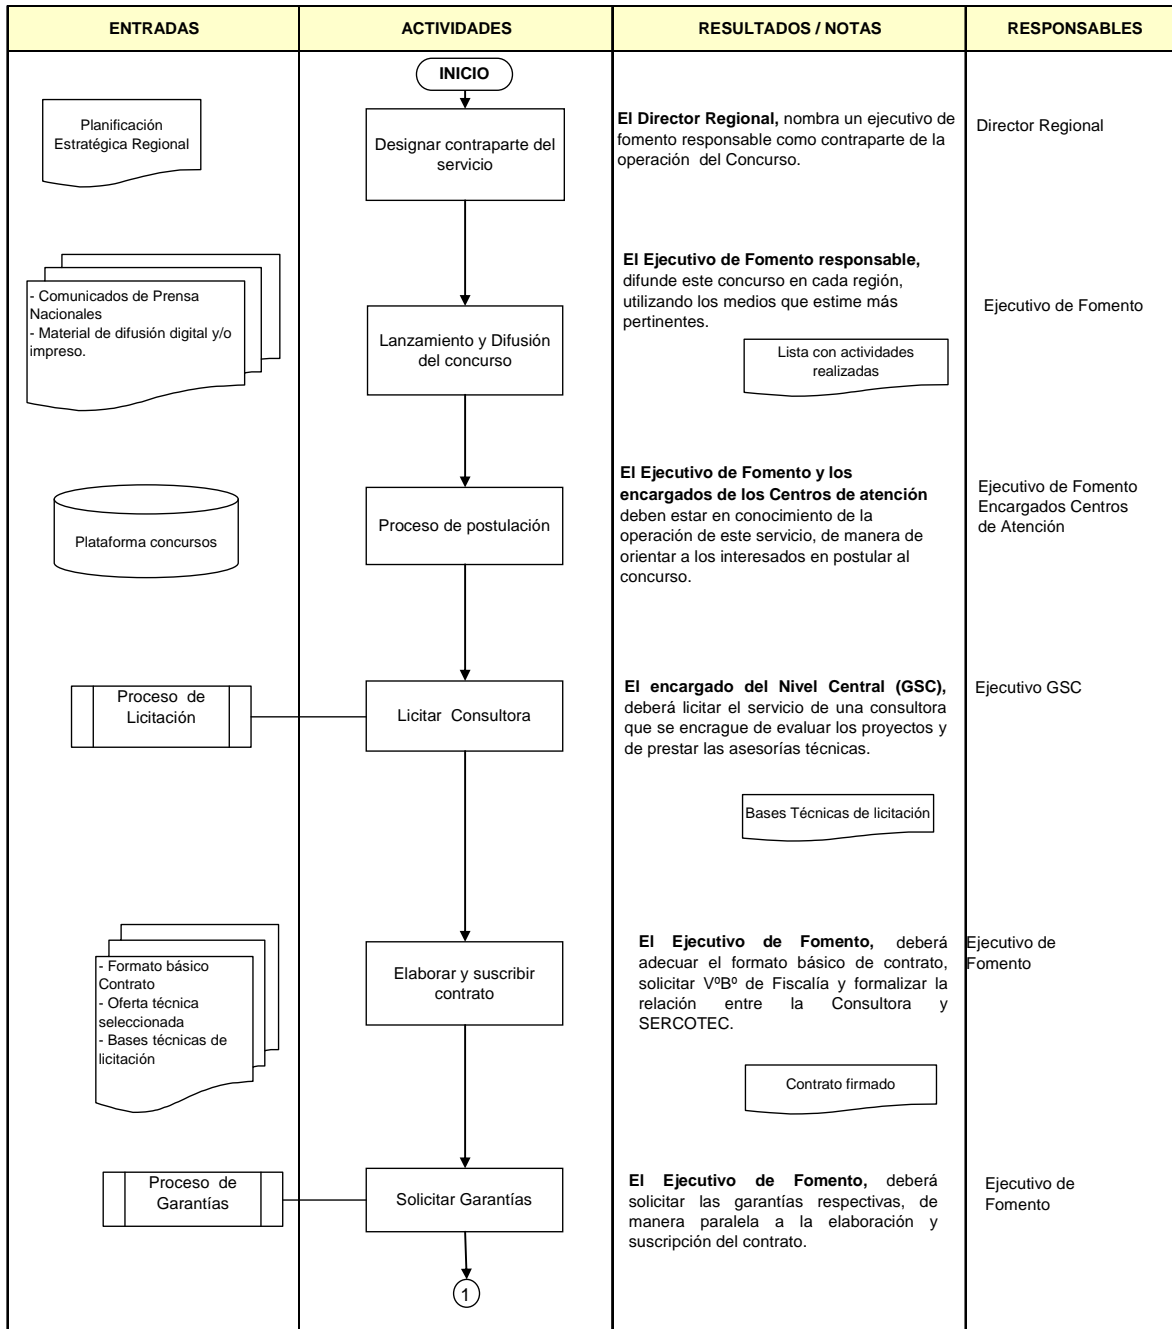 ENTRADAS
ACTIVIDADES
RESULTADOS / NOTAS
RESPONSABLES
INICIO
Planificación
Estratégica Regional
Designar contraparte del
servicio
El Director Regional, nombra un ejecutivo de
fomento responsable como contraparte de la
operación del Concurso.
Director Regional
- Comunicados de Prensa
Nacionales
- Material de difusión digital y/o
impreso.
Lanzamiento y Difusión
del concurso
El Ejecutivo de Fomento responsable,
difunde este concurso en cada región,
utilizando los medios que estime más
pertinentes.
Lista con actividades
realizadas
Ejecutivo de Fomento
Plataforma concursos
Proceso de postulación
El Ejecutivo de Fomento y los
encargados de los Centros de atención
deben estar en conocimiento de la
operación de este servicio, de manera de
orientar a los interesados en postular al
concurso.
Ejecutivo de Fomento
Encargados Centros
de Atención
Proceso de
Licitación
Licitar Consultora
El encargado del Nivel Central (GSC),
deberá licitar el servicio de una consultora
que se encrague de evaluar los proyectos y
de prestar las asesorías técnicas.
Bases Técnicas de licitación
Ejecutivo GSC
- Formato básico
Contrato
- Oferta técnica
seleccionada
- Bases técnicas de
licitación
Elaborar y suscribir
contrato
El Ejecutivo de Fomento, deberá
adecuar el formato básico de contrato,
solicitar VºBº de Fiscalía y formalizar la
relación entre la Consultora y
SERCOTEC.
Contrato firmado
Ejecutivo de
Fomento
Proceso de
Garantías
Solicitar Garantías
El Ejecutivo de Fomento, deberá
solicitar las garantías respectivas, de
manera paralela a la elaboración y
suscripción del contrato.
Ejecutivo de
Fomento
1